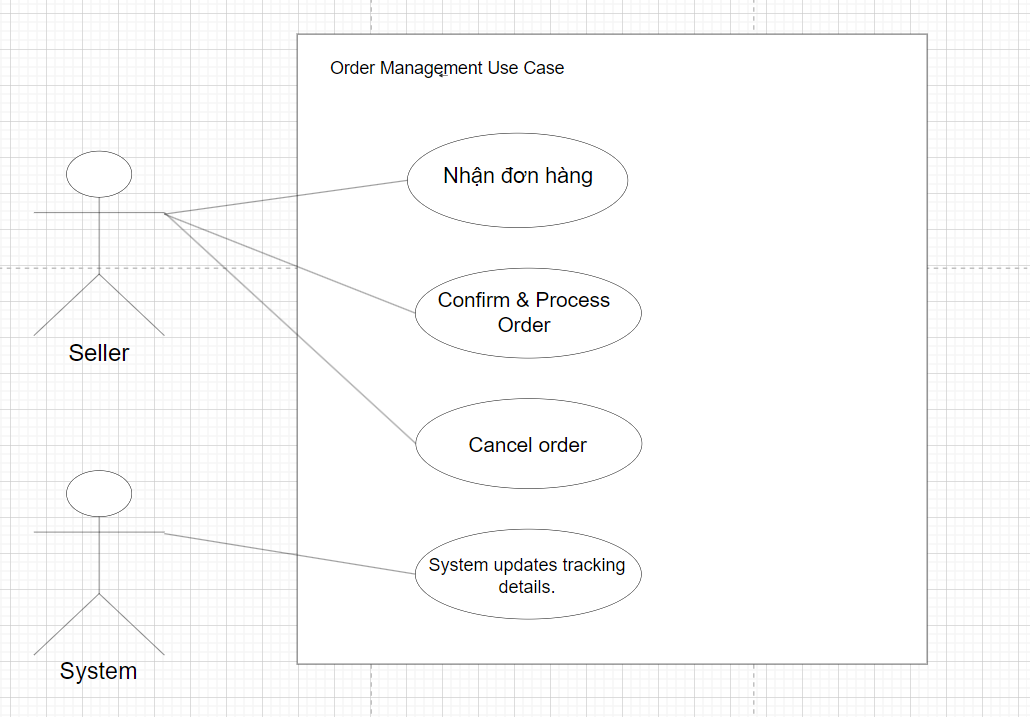 Order Management Use Case
Nhận đơn hàng
Confirm & Process
Order
Seller
Cancel order
System updates tracking
details.
System